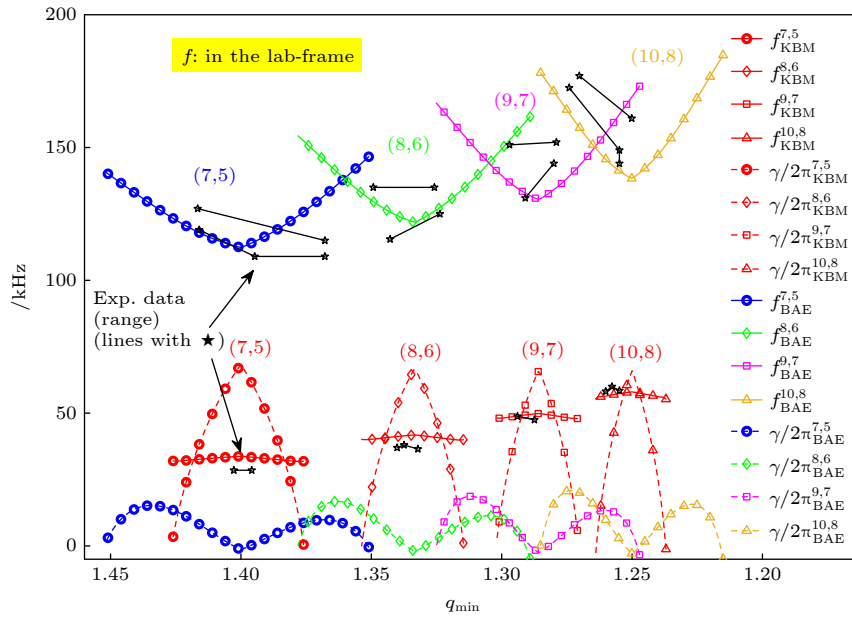 200
150
100
50
0
/kHz
1.45
1.40
1.35
1.30
1.25
1.20
q_min
f: in the lab-frame
(7,5)
(8,6)
(9,7)
(10,8)
Exp. data
(range)
(lines with ★)
(7,5)
(8,6)
(9,7)
(10,8)
f^{7,5}_{KBM}
f^{8,6}_{KBM}
f^{9,7}_{KBM}
f^{10,8}_{KBM}
γ/2π^{7,5}_{KBM}
γ/2π^{8,6}_{KBM}
γ/2π^{9,7}_{KBM}
γ/2π^{10,8}_{KBM}
f^{7,5}_{BAE}
f^{8,6}_{BAE}
f^{9,7}_{BAE}
f^{10,8}_{BAE}
γ/2π^{7,5}_{BAE}
γ/2π^{8,6}_{BAE}
γ/2π^{9,7}_{BAE}
γ/2π^{10,8}_{BAE}